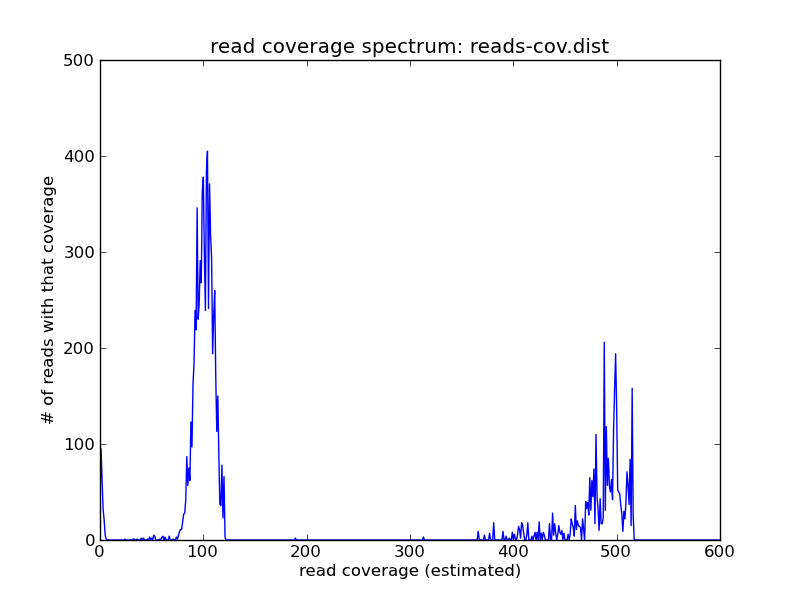 read coverage spectrum: reads-cov.dist
500
400
300
200
100
0
# of reads with that coverage
0 100 200 300 400 500 600
read coverage (estimated)